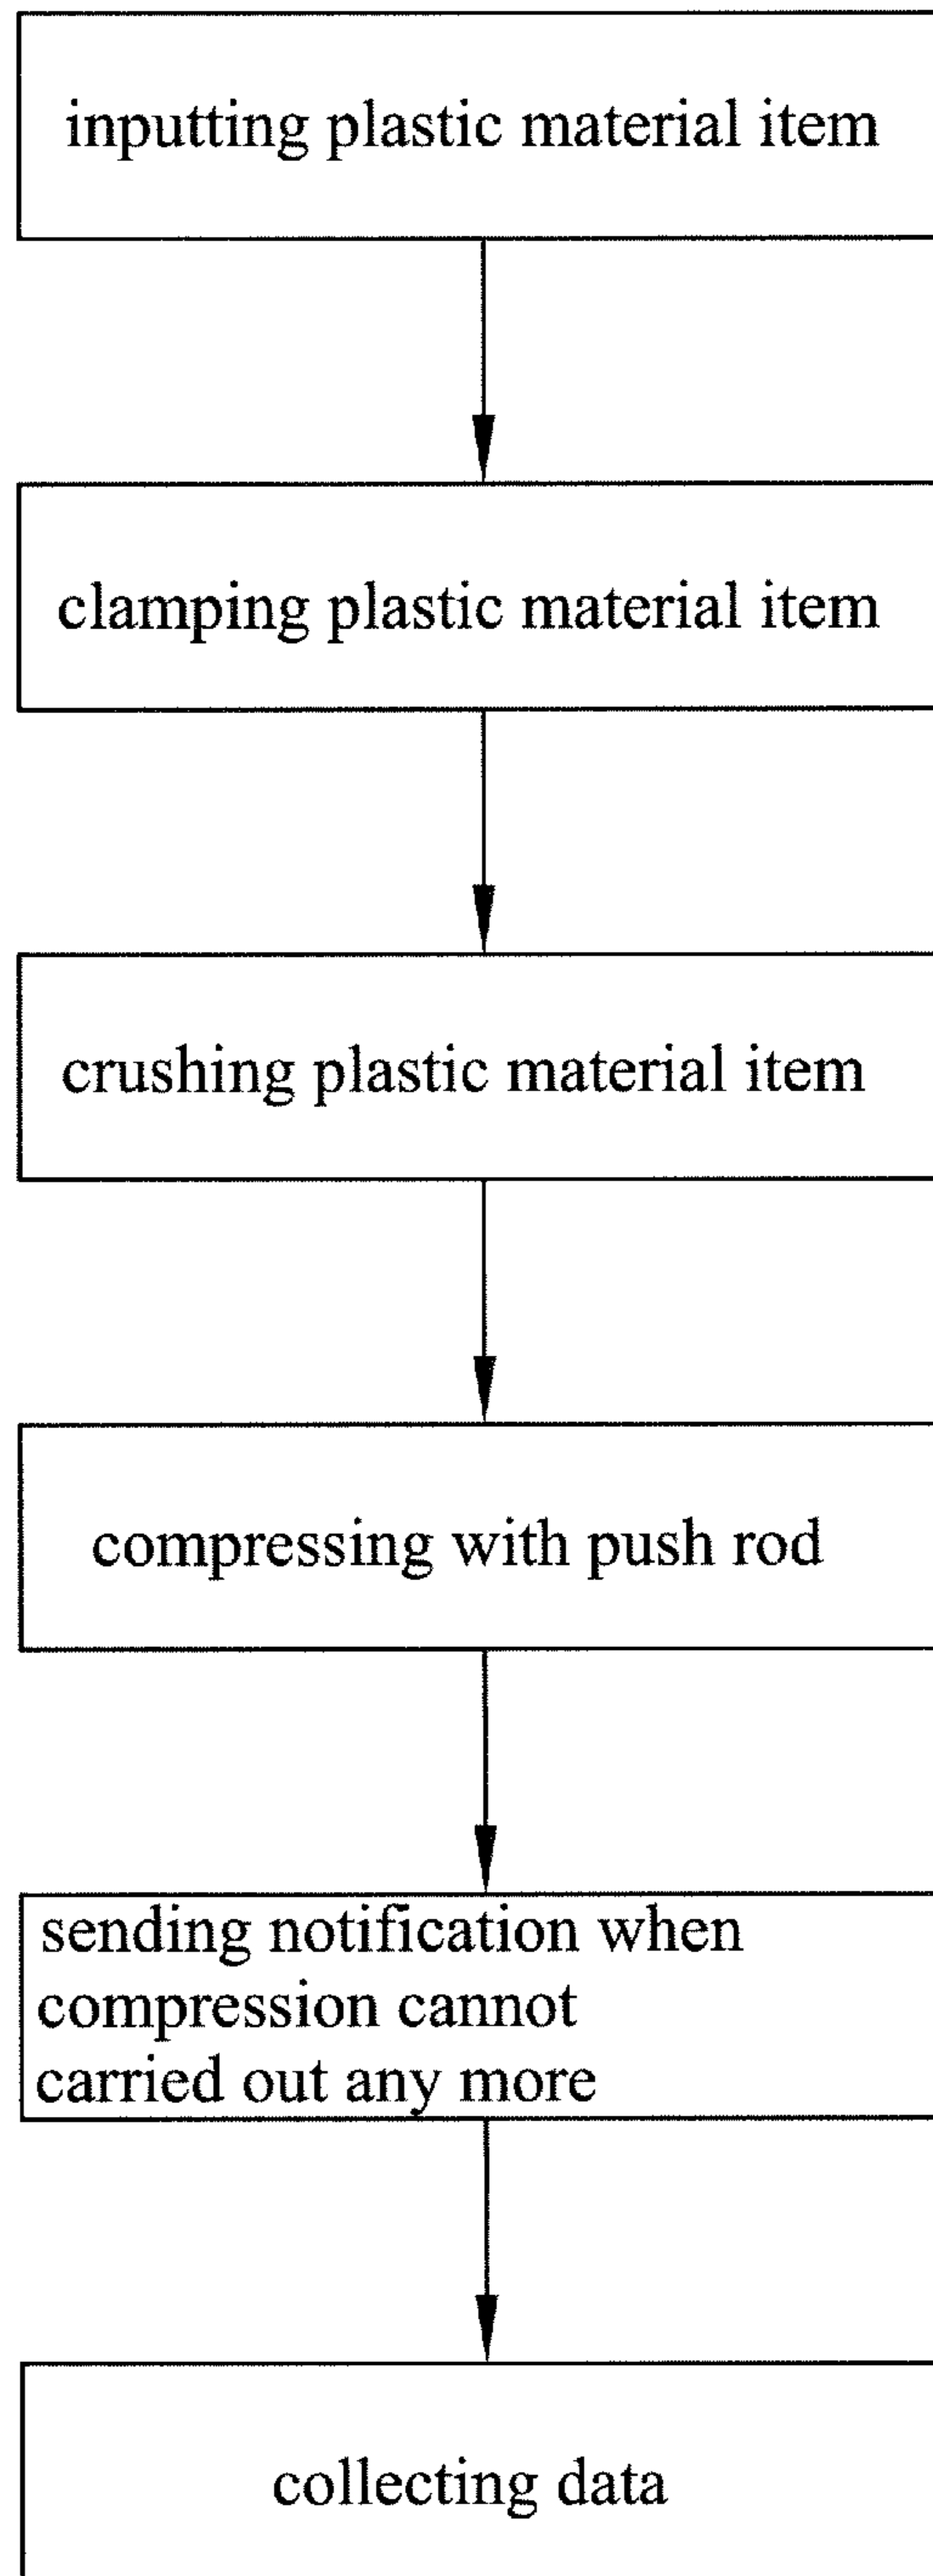 inputting plastic material item
clamping plastic material item
crushing plastic material item
compressing with push rod
sending notification when
compression cannot
carried out any more
collecting data